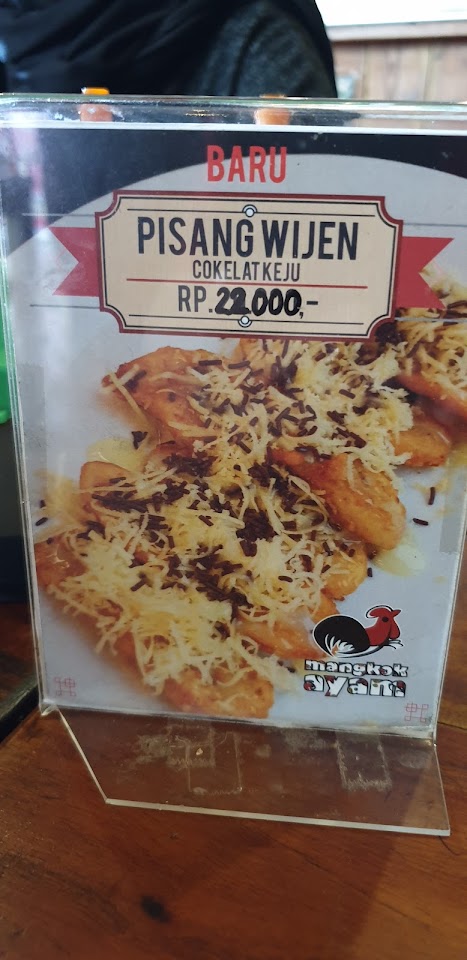 BARU
PISANG WIJEN
COKELAT KEJU
RP.22.000,-
mangkok
ayam